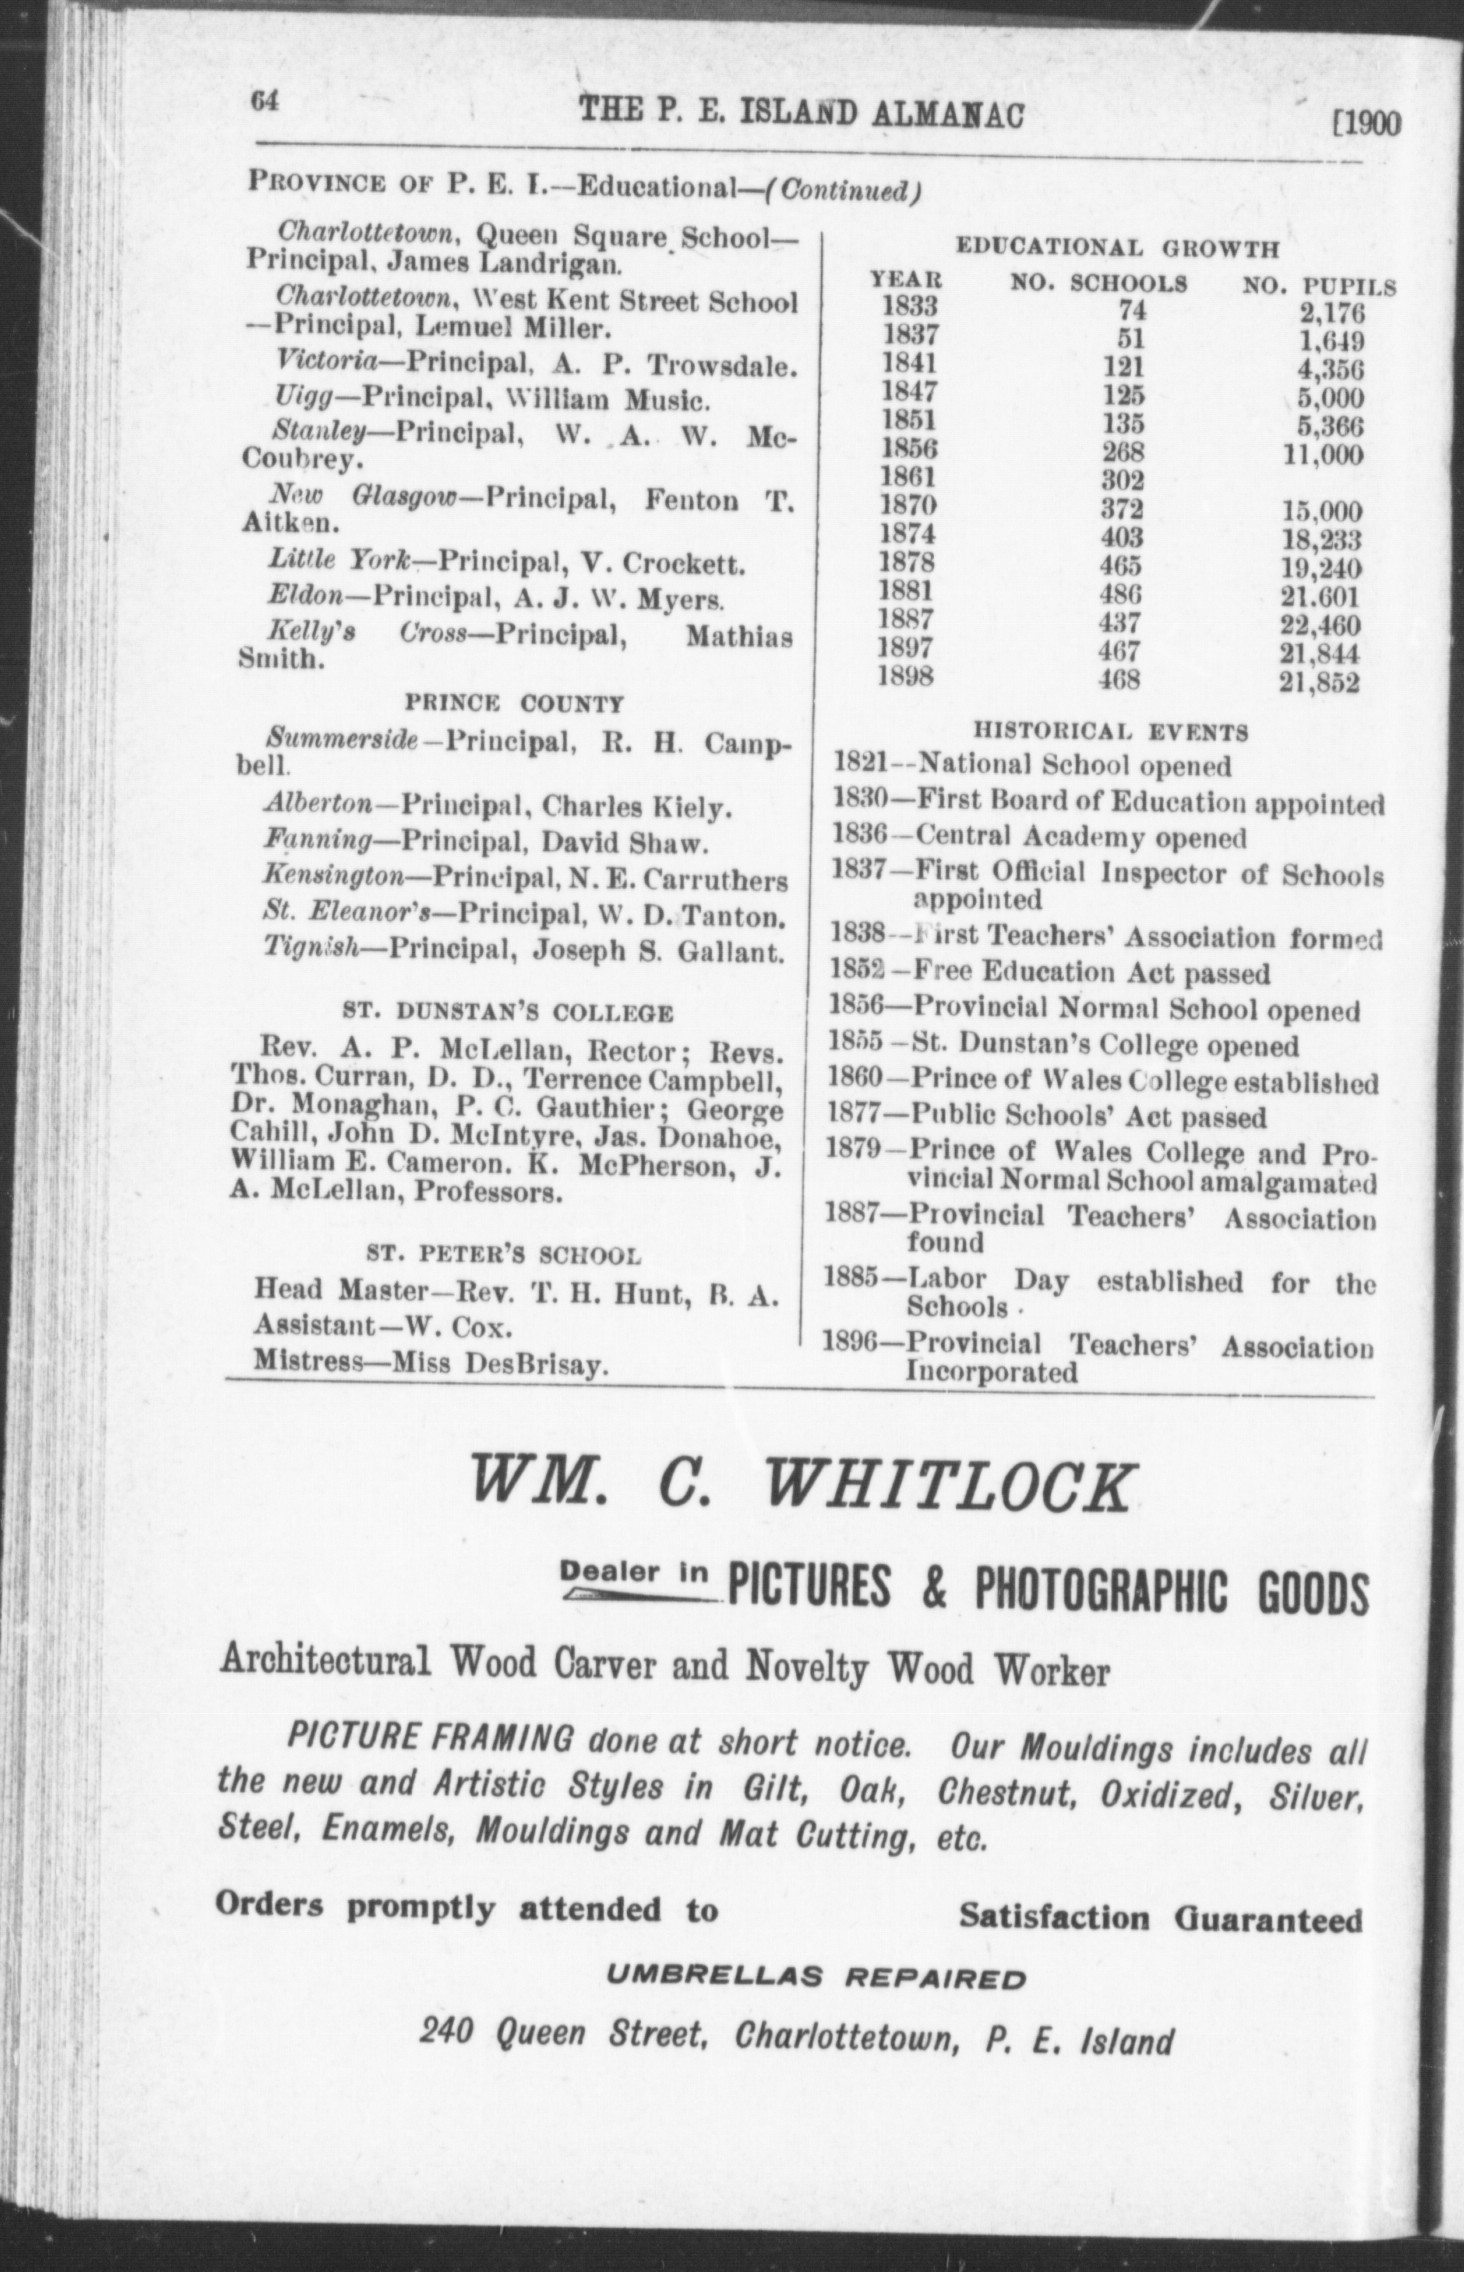 64
THE P. E. ISLAND ALMANAC
[1900
PROVINCE OF P. E. I.—Educational—(Continued)
Charlottetown, Queen Square School—
Principal, James Landrigan.
Charlottetown, West Kent Street School
—Principal, Lemuel Miller.
Victoria—Principal, A. P. Trowsdale.
Uigg—Principal, William Music.
Stanley—Principal, W. A. W. Mc-
Coubrey.
New Glasgow—Principal, Fenton T.
Aitken.
Little York—Principal, V. Crockett.
Eldon—Principal, A. J. W. Myers.
Kelly's Cross—Principal, Mathias
Smith.
PRINCE COUNTY
Summerside—Principal, R. H. Camp-
bell.
Alberton—Principal, Charles Kiely.
Fanning—Principal, David Shaw.
Kensington—Principal, N. E. Carruthers
St. Eleanor's—Principal, W. D. Tanton.
Tignish—Principal, Joseph S. Gallant.
ST. DUNSTAN'S COLLEGE
Rev. A. P. McLellan, Rector; Revs.
Thos. Curran, D. D., Terrence Campbell,
Dr. Monaghan, P. C. Gauthier; George
Cahill, John D. McIntyre, Jas. Donahoe,
William E. Cameron. K. McPherson, J.
A. McLellan, Professors.
ST. PETER'S SCHOOL
Head Master—Rev. T. H. Hunt, B. A.
Assistant—W. Cox.
Mistress—Miss DesBrisay.
EDUCATIONAL GROWTH
YEAR NO. SCHOOLS NO. PUPILS
1833 74 2,176
1837 51 1,649
1841 121 4,356
1847 125 5,000
1851 135 5,366
1856 268 11,000
1861 302
1870 372 15,000
1874 403 18,233
1878 465 19,240
1881 486 21.601
1887 437 22,460
1897 467 21,844
1898 468 21,852
HISTORICAL EVENTS
1821--National School opened
1830—First Board of Education appointed
1836—Central Academy opened
1837—First Official Inspector of Schools
appointed
1838--First Teachers' Association formed
1852—Free Education Act passed
1856—Provincial Normal School opened
1855—St. Dunstan's College opened
1860—Prince of Wales College established
1877—Public Schools' Act passed
1879—Prince of Wales College and Pro-
vincial Normal School amalgamated
1887—Provincial Teachers' Association
found
1885—Labor Day established for the
Schools
1896—Provincial Teachers' Association
Incorporated
WM. C. WHITLOCK
Dealer in PICTURES & PHOTOGRAPHIC GOODS
Architectural Wood Carver and Novelty Wood Worker
PICTURE FRAMING done at short notice. Our Mouldings includes all
the new and Artistic Styles in Gilt, Oak, Chestnut, Oxidized, Silver,
Steel, Enamels, Mouldings and Mat Cutting, etc.
Orders promptly attended to Satisfaction Guaranteed
UMBRELLAS REPAIRED
240 Queen Street, Charlottetown, P. E. Island